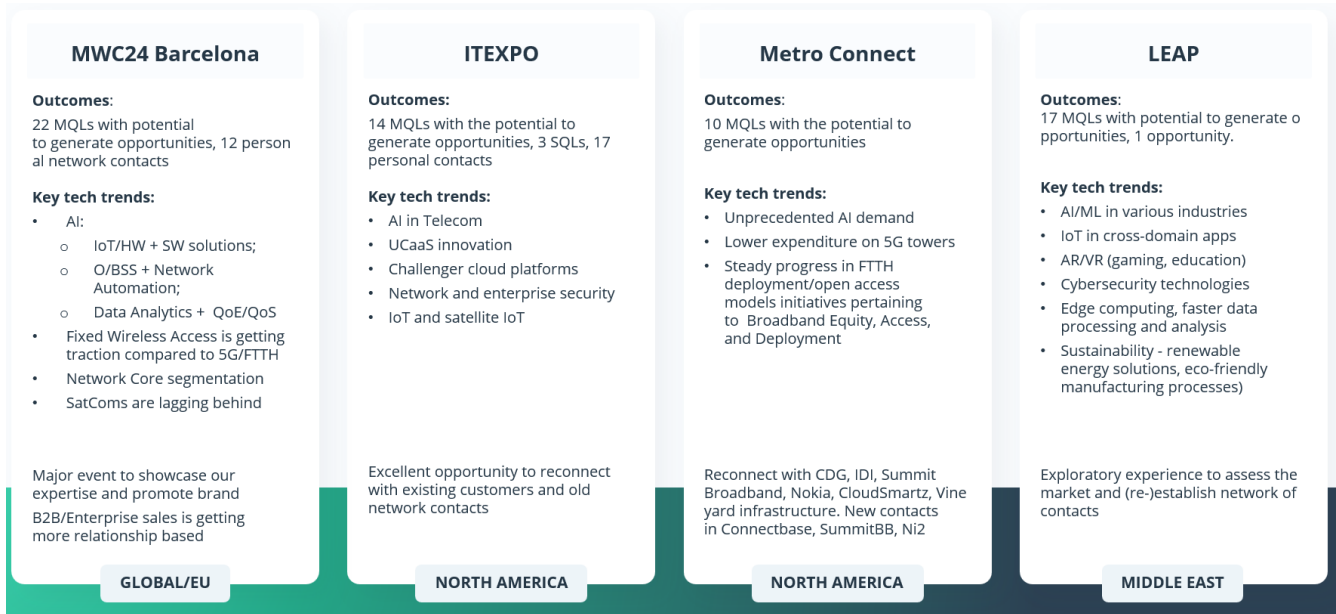 MWC24 Barcelona
Outcomes:
22 MQLs with potential
to generate opportunities, 12 person
al network contacts
Key tech trends:
• AI:
o IoT/HW + SW solutions;
o O/BSS + Network
Automation;
o Data Analytics + QoE/QoS
• Fixed Wireless Access is getting
traction compared to 5G/FTTH
• Network Core segmentation
• SatComs are lagging behind
Major event to showcase our
expertise and promote brand
B2B/Enterprise sales is getting
more relationship based
GLOBAL/EU
ITEXPO
Outcomes:
14 MQLs with the potential to
generate opportunities, 3 SQLs, 17
personal contacts
Key tech trends:
• AI in Telecom
• UCaaS innovation
• Challenger cloud platforms
• Network and enterprise security
• IoT and satellite IoT
Excellent opportunity to reconnect
with existing customers and old
network contacts
NORTH AMERICA
Metro Connect
Outcomes:
10 MQLs with the potential to
generate opportunities
Key tech trends:
• Unprecedented AI demand
• Lower expenditure on 5G towers
• Steady progress in FTTH
deployment/open access
models initiatives pertaining
to Broadband Equity, Access,
and Deployment
Reconnect with CDG, IDI, Summit
Broadband, Nokia, CloudSmartz, Vine
yard infrastructure. New contacts
in Connectbase, SummitBB, Ni2
NORTH AMERICA
LEAP
Outcomes:
17 MQLs with potential to generate o
pportunities, 1 opportunity.
Key tech trends:
• AI/ML in various industries
• IoT in cross-domain apps
• AR/VR (gaming, education)
• Cybersecurity technologies
• Edge computing, faster data
processing and analysis
• Sustainability - renewable
energy solutions, eco-friendly
manufacturing processes)
Exploratory experience to assess the
market and (re-)establish network of
contacts
MIDDLE EAST